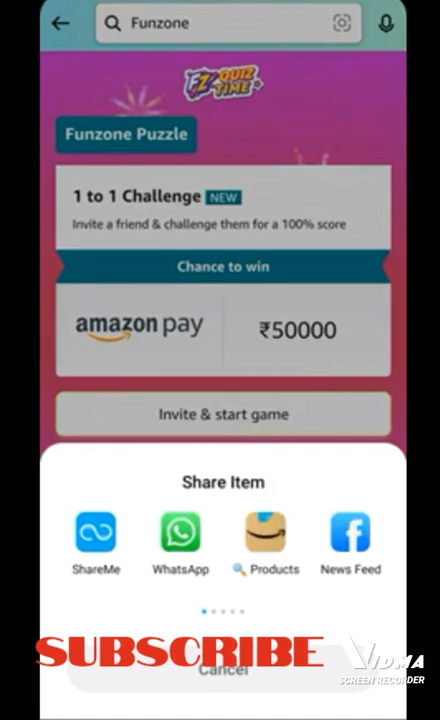 Funzone
FZ QUIZ
TIME
Funzone Puzzle
1 to 1 Challenge NEW
Invite a friend & challenge them for a 100% score
Chance to win
amazon pay ₹50000
Invite & start game
Share Item
ShareMe WhatsApp 🔍 Products News Feed
SUBSCRIBE
Cancel
VIDMA
SCREEN RECORDER